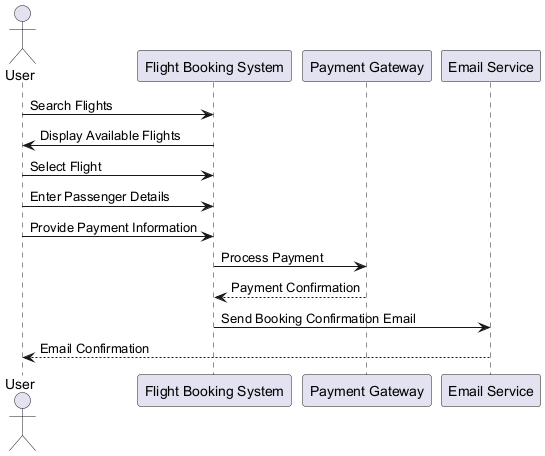 User
Flight Booking System
Payment Gateway
Email Service
Search Flights
Display Available Flights
Select Flight
Enter Passenger Details
Provide Payment Information
Process Payment
Payment Confirmation
Send Booking Confirmation Email
Email Confirmation
User
Flight Booking System
Payment Gateway
Email Service